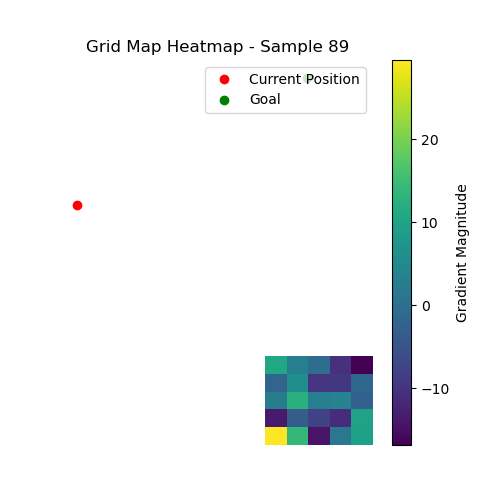 Grid Map Heatmap - Sample 89
Current Position
Goal
20
10
0
−10
Gradient Magnitude